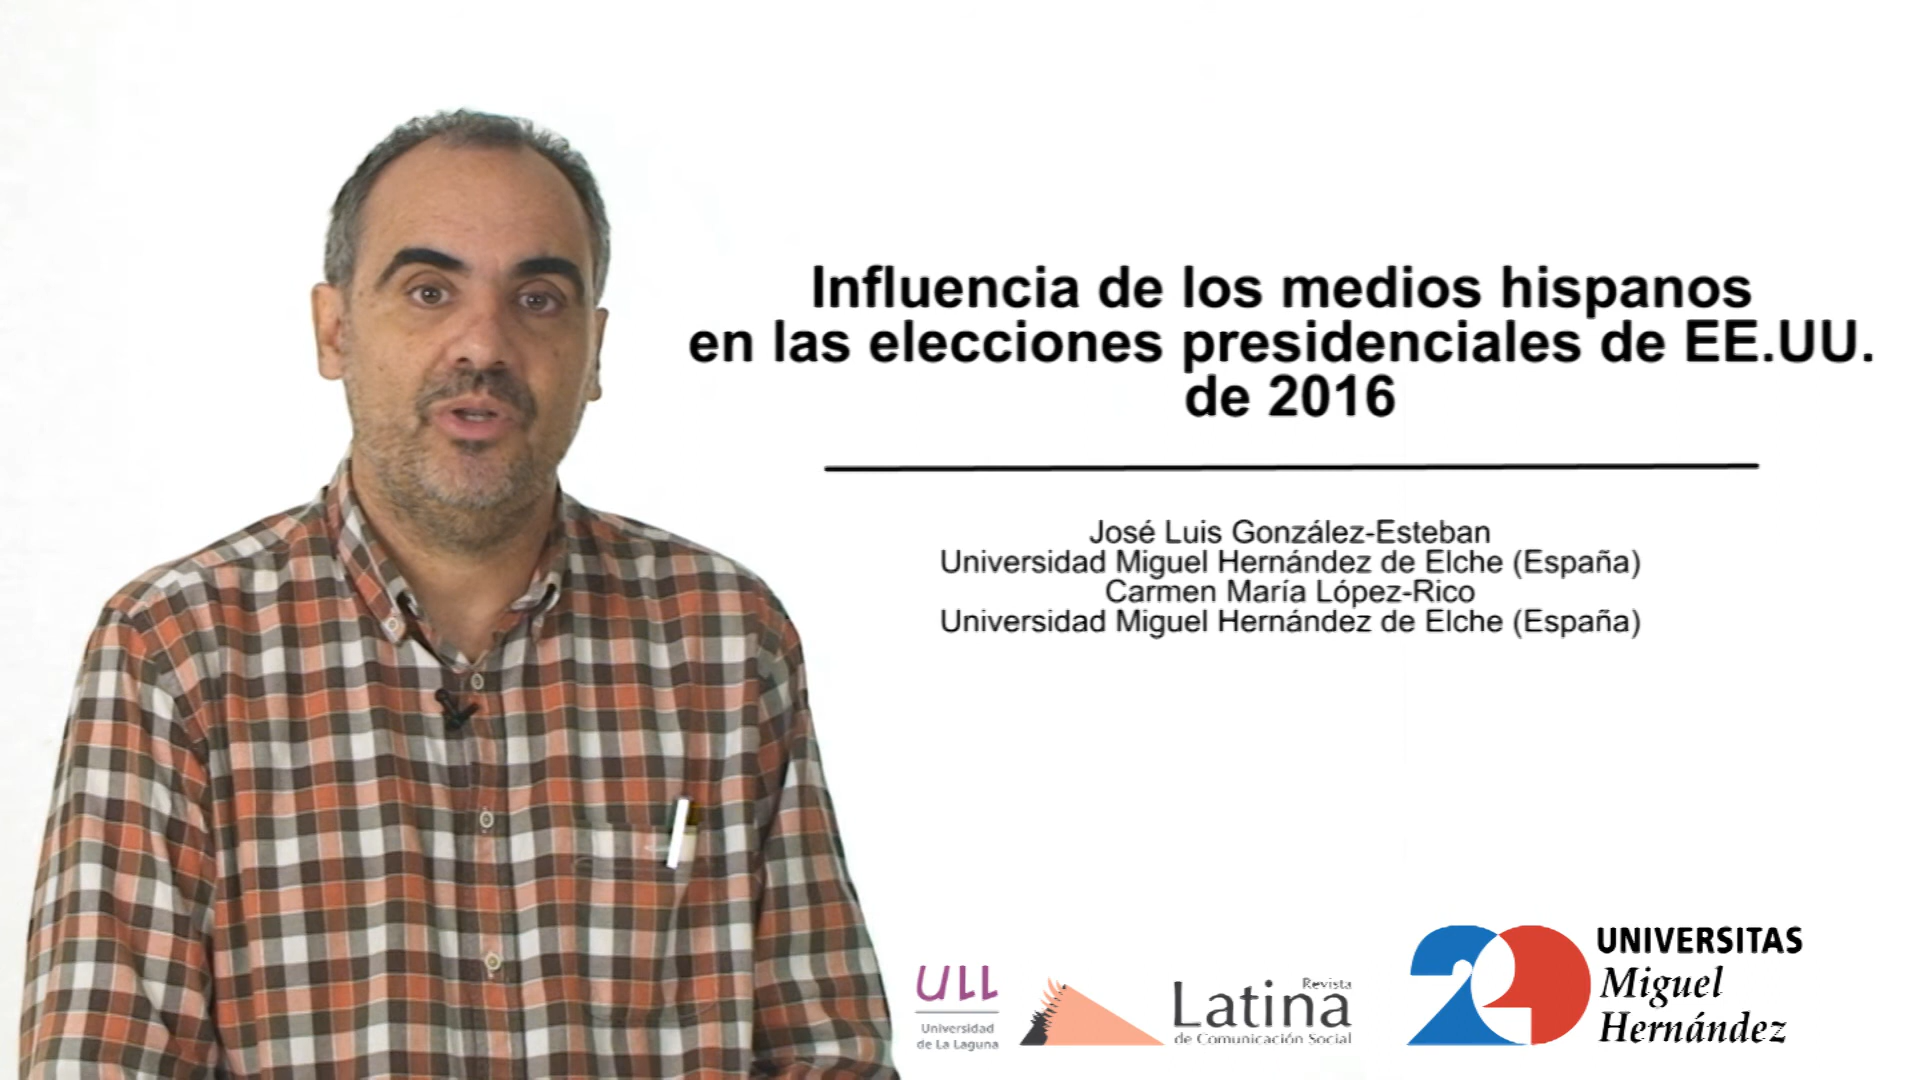 Influencia de los medios hispanos
en las elecciones presidenciales de EE.UU.
de 2016
José Luis González-Esteban
Universidad Miguel Hernández de Elche (España)
Carmen María López-Rico
Universidad Miguel Hernández de Elche (España)
ULL
Universidad
de La Laguna
Revista
Latina
de Comunicación Social
20
UNIVERSITAS
Miguel
Hernández